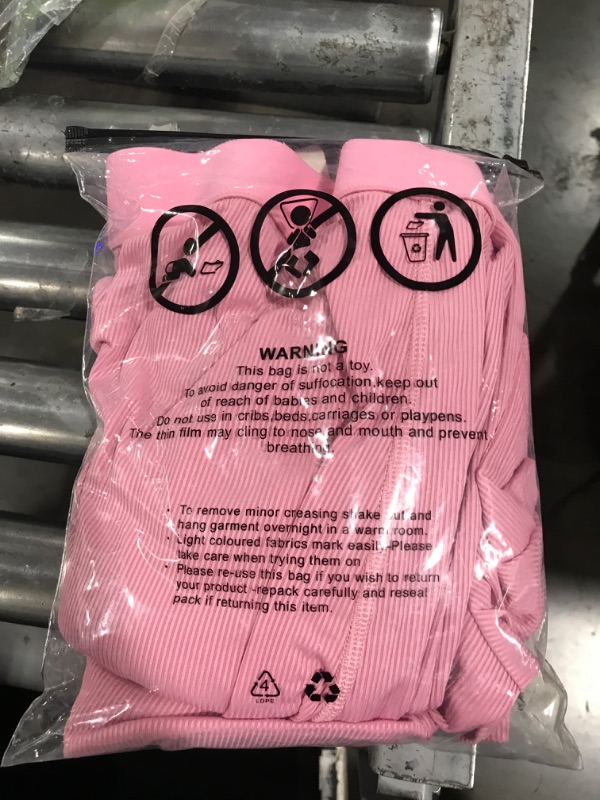 WARNING
This bag is not a toy.
To avoid danger of suffocation,keep out
of reach of babies and children.
Do not use in cribs,beds,carriages or playpens.
The thin film may cling to nose and mouth and prevent
breathing.
• To remove minor creasing shake out and
hang garment overnight in a warm room.
• Light coloured fabrics mark easily-Please
take care when trying them on
• Please re-use this bag if you wish to return
your product -repack carefully and reseal
pack if returning this item.
4
LDPE